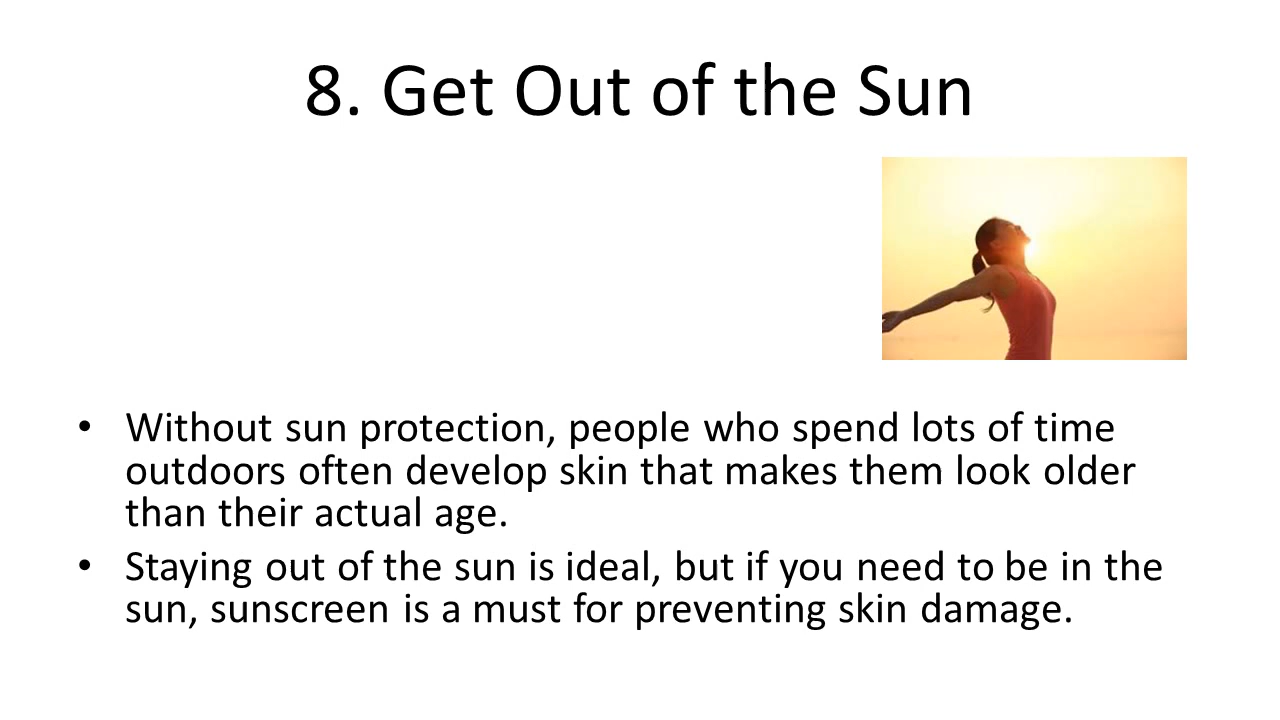 8. Get Out of the Sun
• Without sun protection, people who spend lots of time
outdoors often develop skin that makes them look older
than their actual age.
• Staying out of the sun is ideal, but if you need to be in the
sun, sunscreen is a must for preventing skin damage.